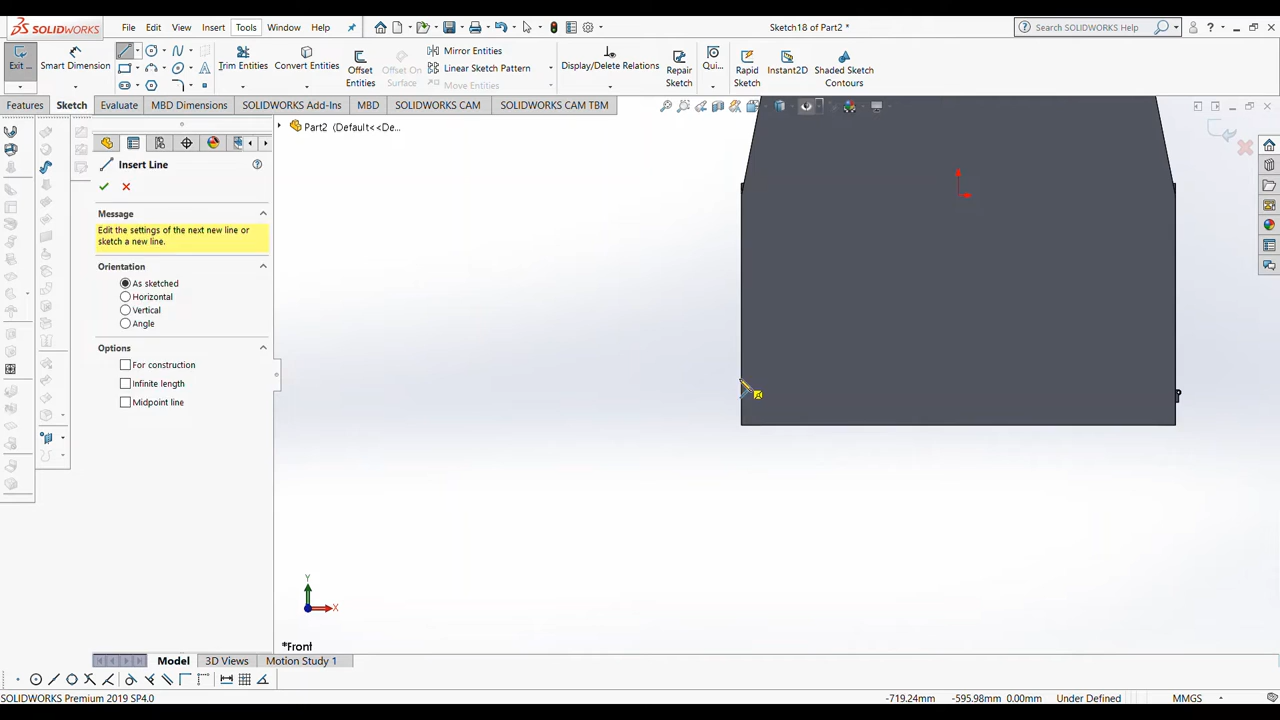 SOLIDWORKS File Edit View Insert Tools Window Help Sketch18 of Part2 * Search SOLIDWORKS Help
Exit ... Smart Dimension Trim Entities Convert Entities Offset Entities Offset On Surface Mirror Entities Linear Sketch Pattern Move Entities Display/Delete Relations Repair Sketch Qui... Rapid Sketch Instant2D Shaded Sketch Contours
Features Sketch Evaluate MBD Dimensions SOLIDWORKS Add-Ins MBD SOLIDWORKS CAM SOLIDWORKS CAM TBM
Part2 (Default<<De...
Insert Line
Message
Edit the settings of the next new line or
sketch a new line.
Orientation
As sketched
Horizontal
Vertical
Angle
Options
For construction
Infinite length
Midpoint line
Y
X
*Front
Model 3D Views Motion Study 1
SOLIDWORKS Premium 2019 SP4.0 -719.24mm -595.98mm 0.00mm Under Defined MMGS